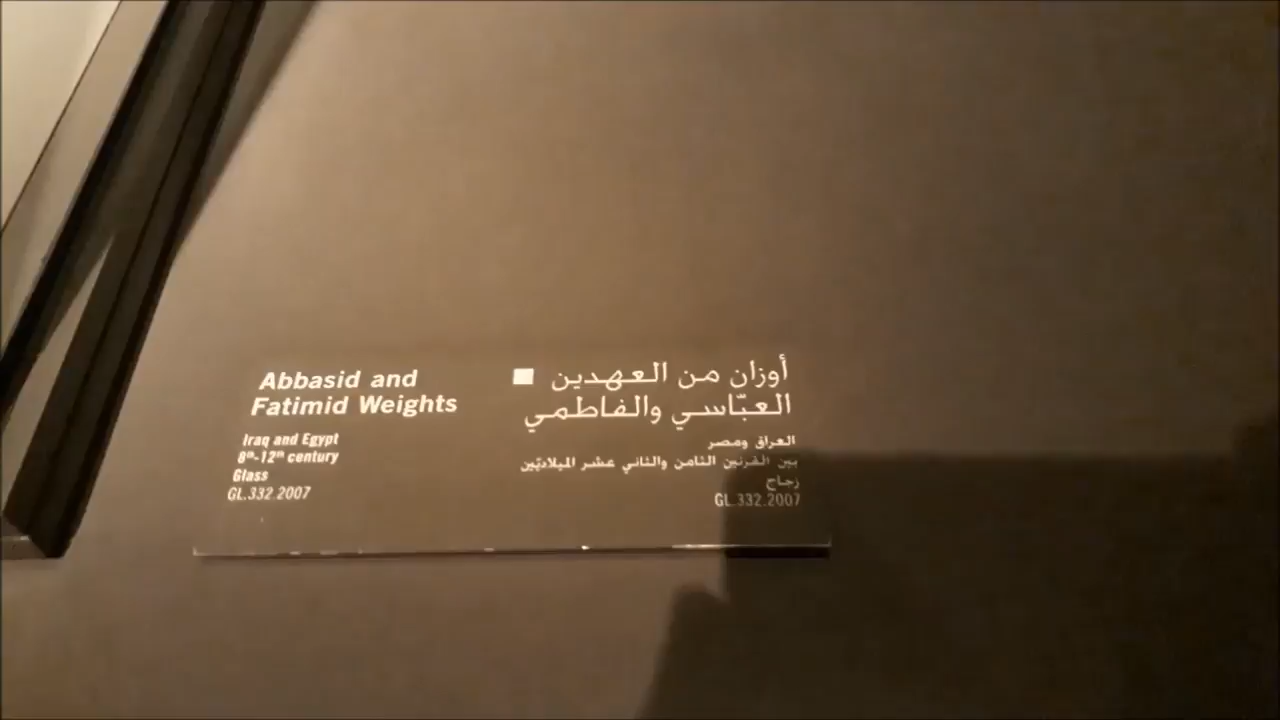 Abbasid and
Fatimid Weights
Iraq and Egypt
8th-12th century
Glass
GL.332.2007
أوزان من العهدين
العبّاسي والفاطمي
العراق ومصر
بين القرنين الثامن والثاني عشر الميلاديّين
زجاج
GL.332.2007